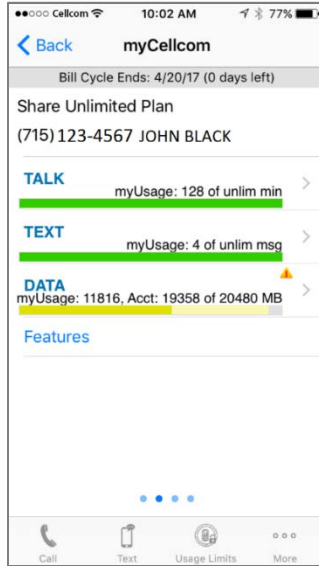 Cellcom 10:02 AM 77%
Back myCellcom
Bill Cycle Ends: 4/20/17 (0 days left)
Share Unlimited Plan
(715) 123-4567 JOHN BLACK
TALK
myUsage: 128 of unlim min
TEXT
myUsage: 4 of unlim msg
DATA
myUsage: 11816, Acct: 19358 of 20480 MB
Features
Call Text Usage Limits More